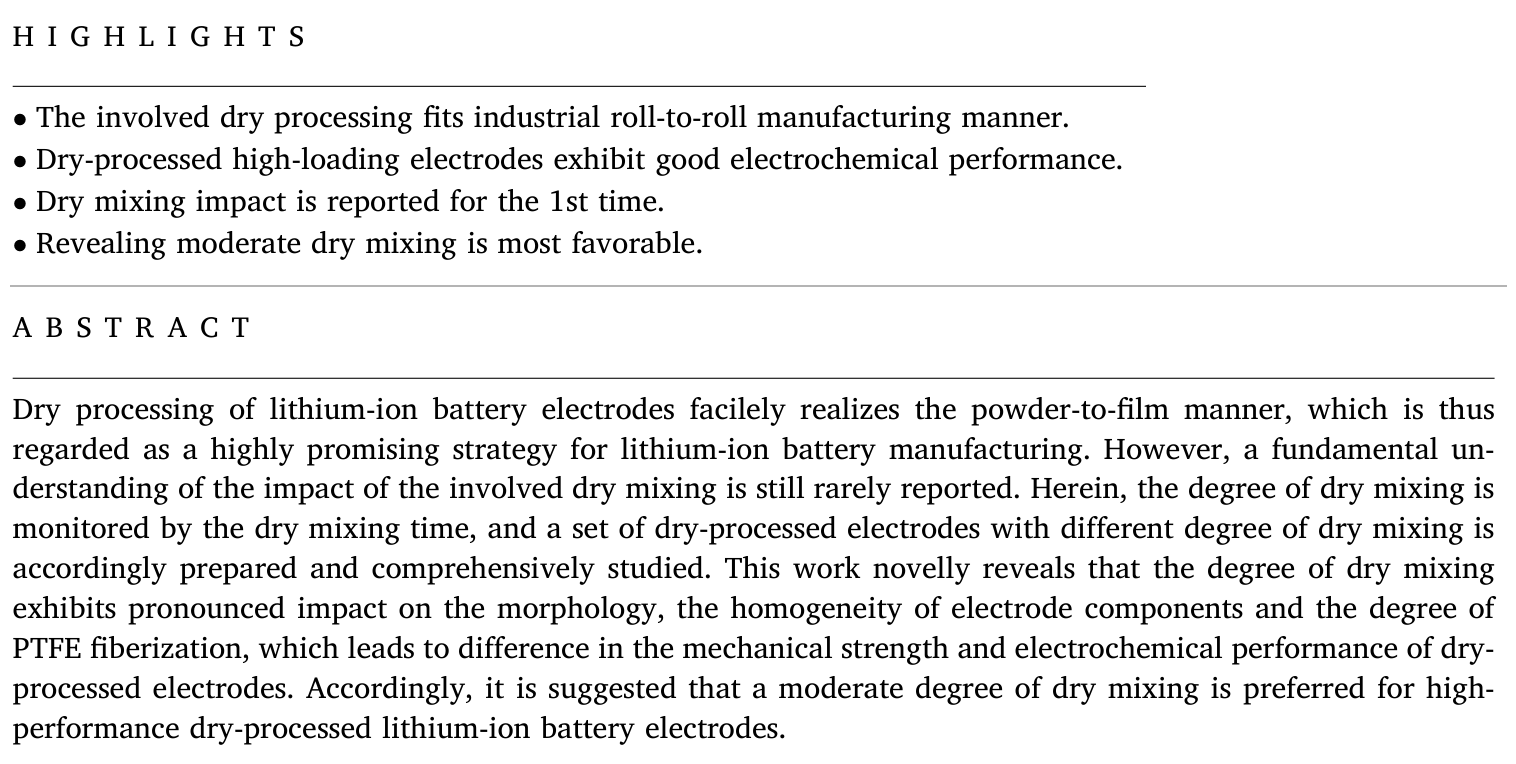 H I G H L I G H T S
• The involved dry processing fits industrial roll-to-roll manufacturing manner.
• Dry-processed high-loading electrodes exhibit good electrochemical performance.
• Dry mixing impact is reported for the 1st time.
• Revealing moderate dry mixing is most favorable.
A B S T R A C T
Dry processing of lithium-ion battery electrodes facilely realizes the powder-to-film manner, which is thus
regarded as a highly promising strategy for lithium-ion battery manufacturing. However, a fundamental un-
derstanding of the impact of the involved dry mixing is still rarely reported. Herein, the degree of dry mixing is
monitored by the dry mixing time, and a set of dry-processed electrodes with different degree of dry mixing is
accordingly prepared and comprehensively studied. This work novelly reveals that the degree of dry mixing
exhibits pronounced impact on the morphology, the homogeneity of electrode components and the degree of
PTFE fiberization, which leads to difference in the mechanical strength and electrochemical performance of dry-
processed electrodes. Accordingly, it is suggested that a moderate degree of dry mixing is preferred for high-
performance dry-processed lithium-ion battery electrodes.